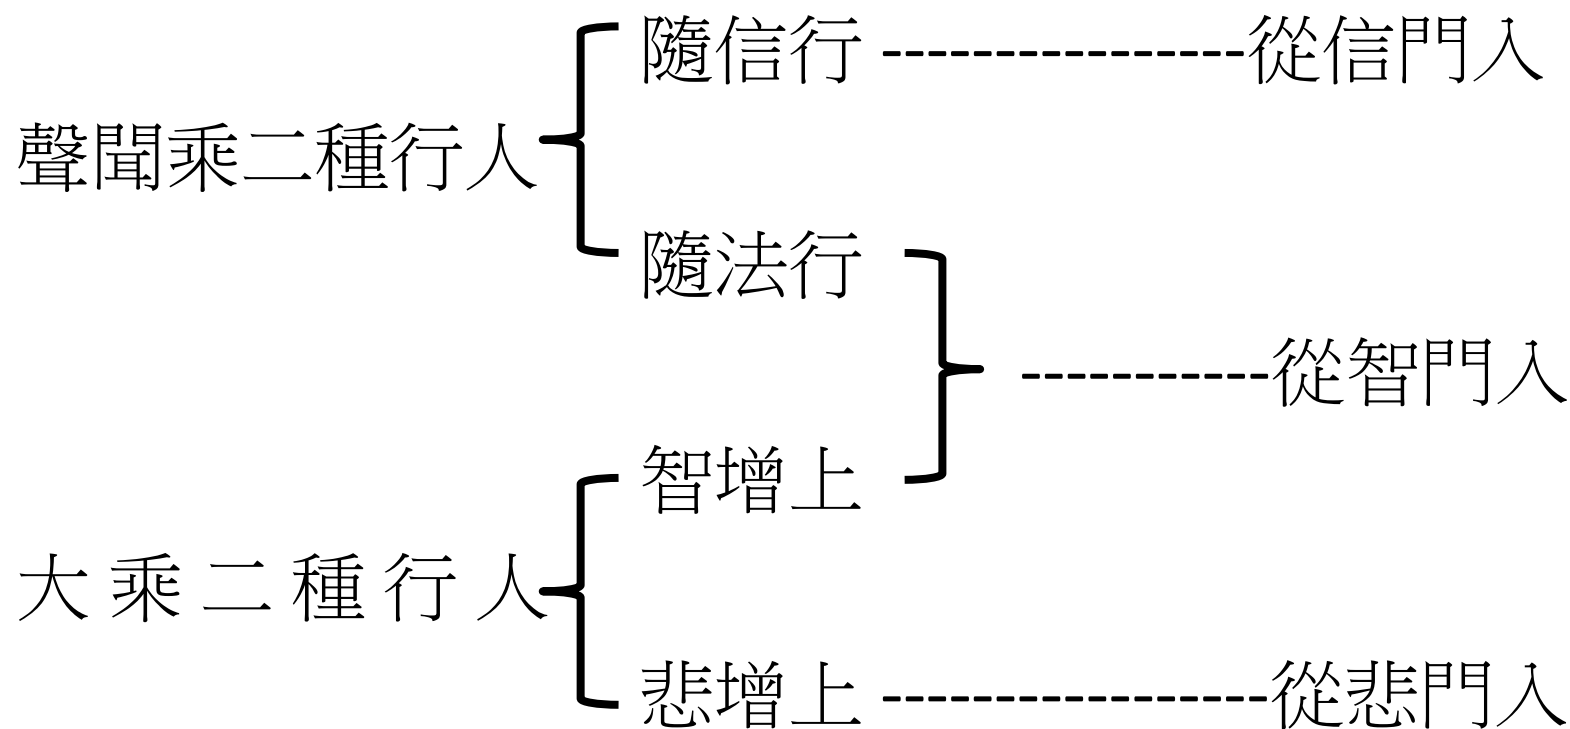 隨信行 從信門入
聲聞乘二種行人
隨法行
從智門入
智增上
大乘二種行人
悲增上 從悲門入